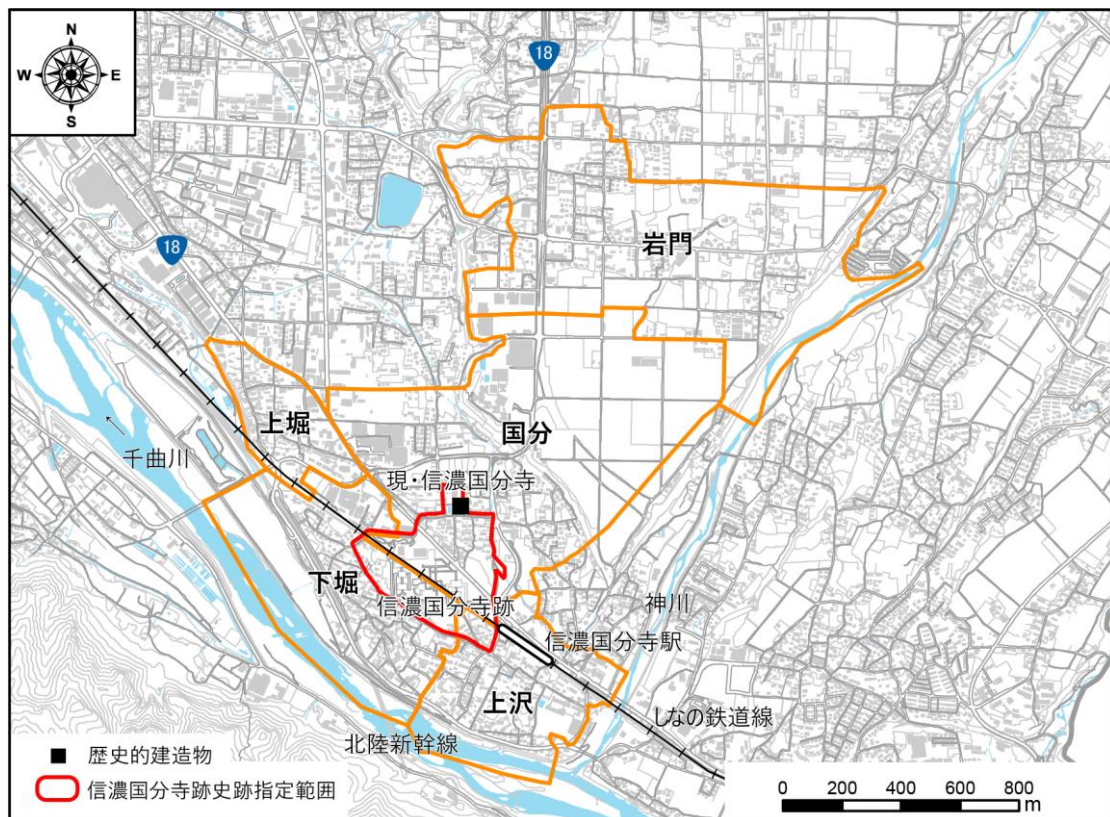 N
W
E
S
18
18
岩門
上堀
国分
千曲川
現・信濃国分寺
下堀
信濃国分寺跡
神川
信濃国分寺駅
上沢
しなの鉄道線
北陸新幹線
歴史的建造物
信濃国分寺跡史跡指定範囲
0 200 400 600 800
m